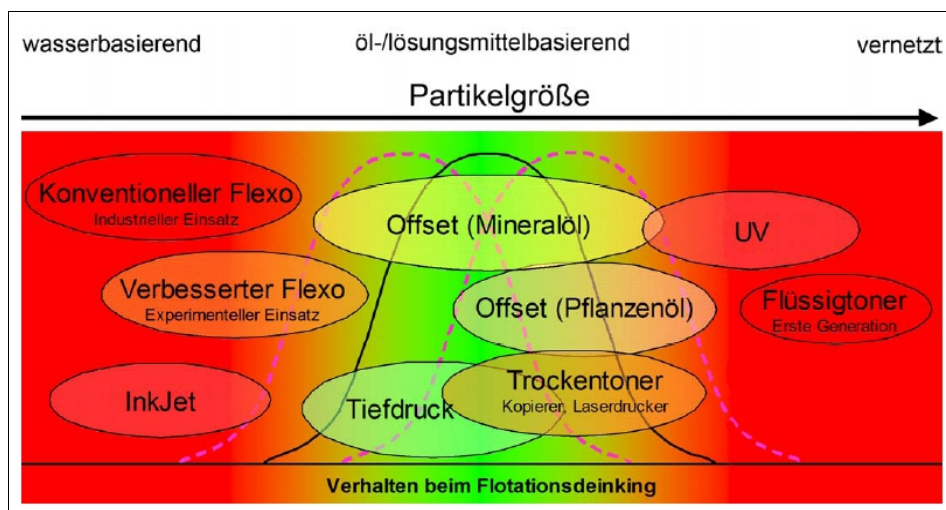 wasserbasierend öl-/lösungsmittelbasierend vernetzt
Partikelgröße
Konventioneller Flexo
Industrieller Einsatz
Offset (Mineralöl)
UV
Verbesserter Flexo
Experimenteller Einsatz
Offset (Pflanzenöl)
Flüssigtoner
Erste Generation
InkJet
Tiefdruck
Trockentoner
Kopierer, Laserdrucker
Verhalten beim Flotationsdeinking